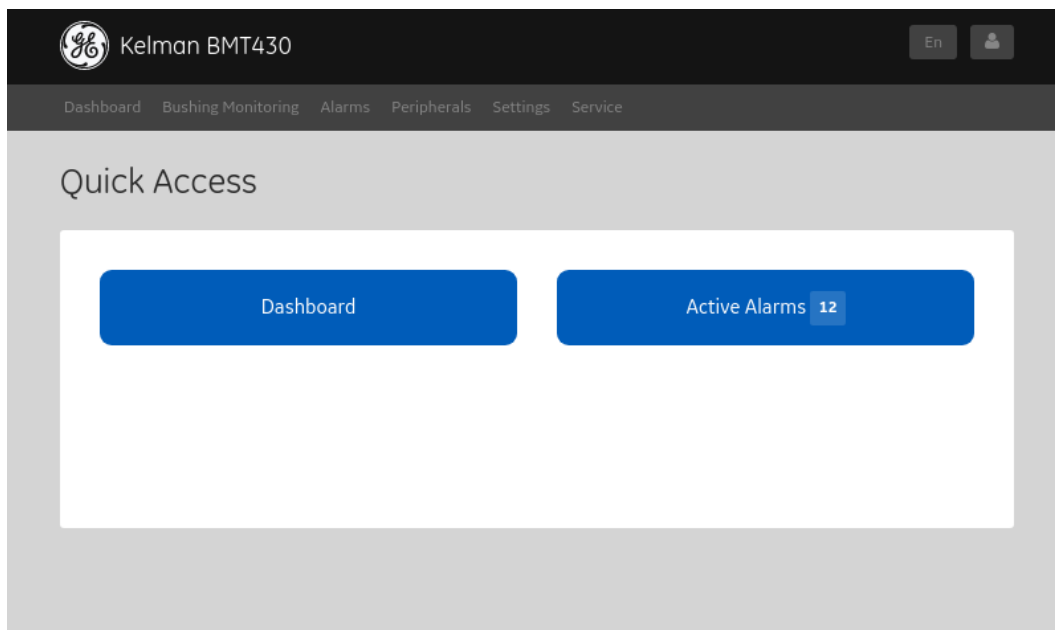 GE Kelman BMT430 En
Dashboard Bushing Monitoring Alarms Peripherals Settings Service
Quick Access
Dashboard Active Alarms 12